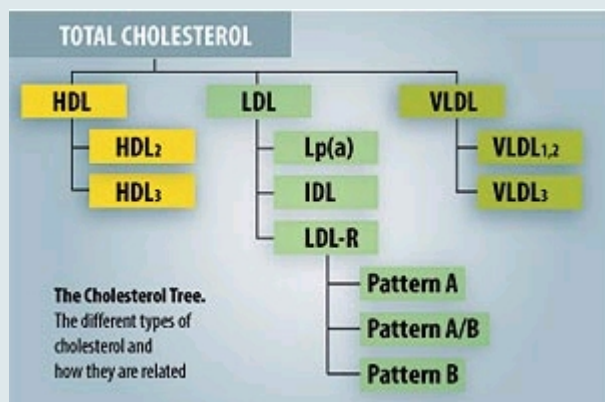 TOTAL CHOLESTEROL
HDL
LDL
VLDL
HDL₂
Lp(a)
VLDL₁,₂
HDL₃
IDL
VLDL₃
LDL-R
Pattern A
Pattern A/B
Pattern B
The Cholesterol Tree.
The different types of
cholesterol and
how they are related